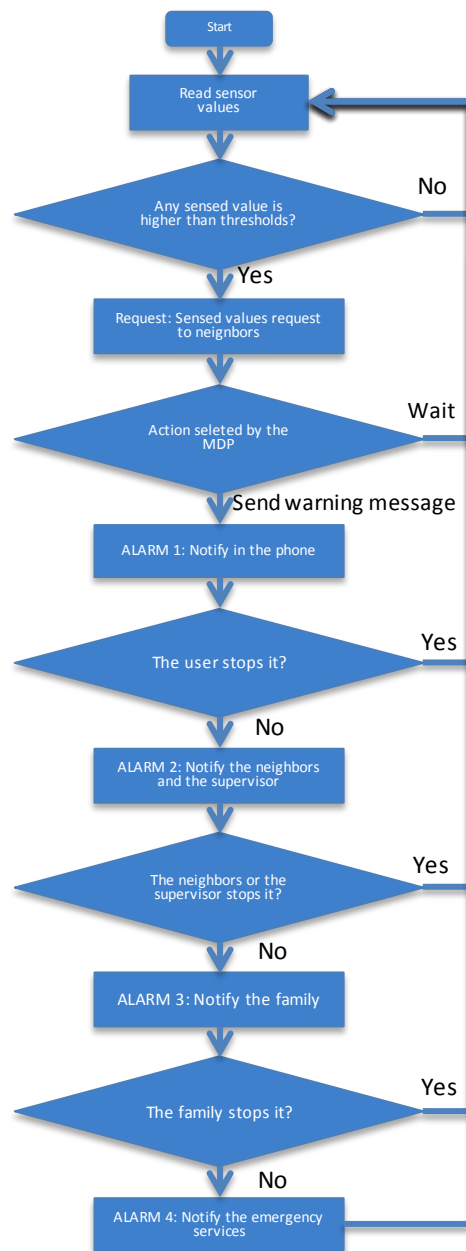 Start
Read sensor
values
Any sensed value is
higher than thresholds?
No
Yes
Request: Sensed values request
to neignbors
Action seleted by the
MDP
Wait
Send warning message
ALARM 1: Notify in the phone
The user stops it?
Yes
No
ALARM 2: Notify the neighbors
and the supervisor
The neighbors or the
supervisor stops it?
Yes
No
ALARM 3: Notify the family
The family stops it?
Yes
No
ALARM 4: Notify the emergency
services